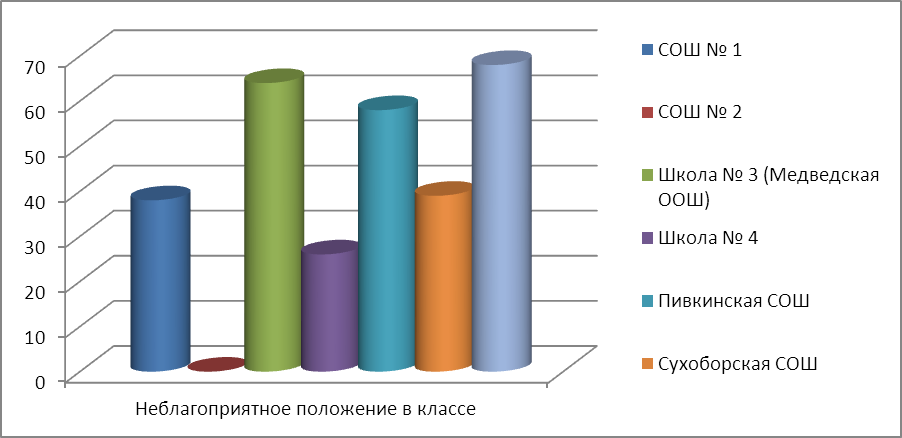 70
60
50
40
30
20
10
0
Неблагоприятное положение в классе
СОШ № 1
СОШ № 2
Школа № 3 (Медведская
ООШ)
Школа № 4
Пивкинская СОШ
Сухоборская СОШ